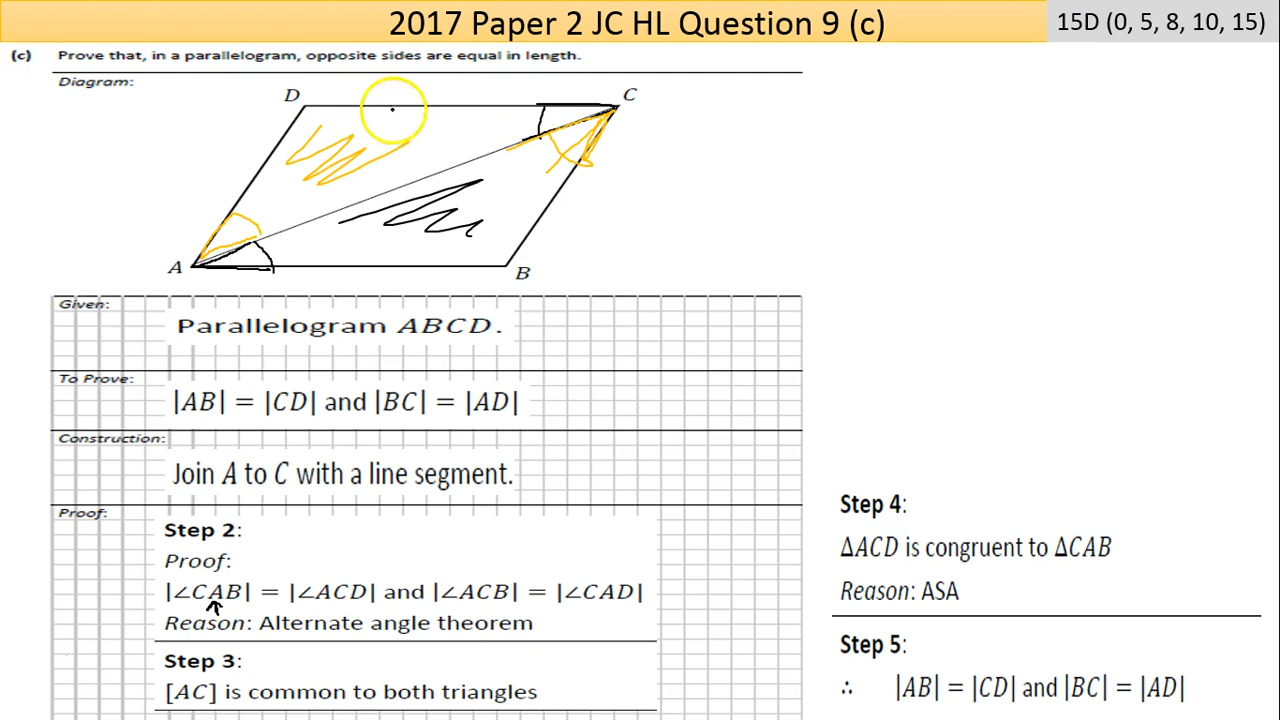 2017 Paper 2 JC HL Question 9 (c)
15D (0, 5, 8, 10, 15)
(c) Prove that, in a parallelogram, opposite sides are equal in length.
Diagram:
D
C
A
B
Given:
Parallelogram ABCD.
To Prove:
|AB| = |CD| and |BC| = |AD|
Construction:
Join A to C with a line segment.
Proof:
Step 2:
Proof:
|∠CAB| = |∠ACD| and |∠ACB| = |∠CAD|
Reason: Alternate angle theorem
Step 3:
[AC] is common to both triangles
Step 4:
ΔACD is congruent to ΔCAB
Reason: ASA
Step 5:
∴ |AB| = |CD| and |BC| = |AD|